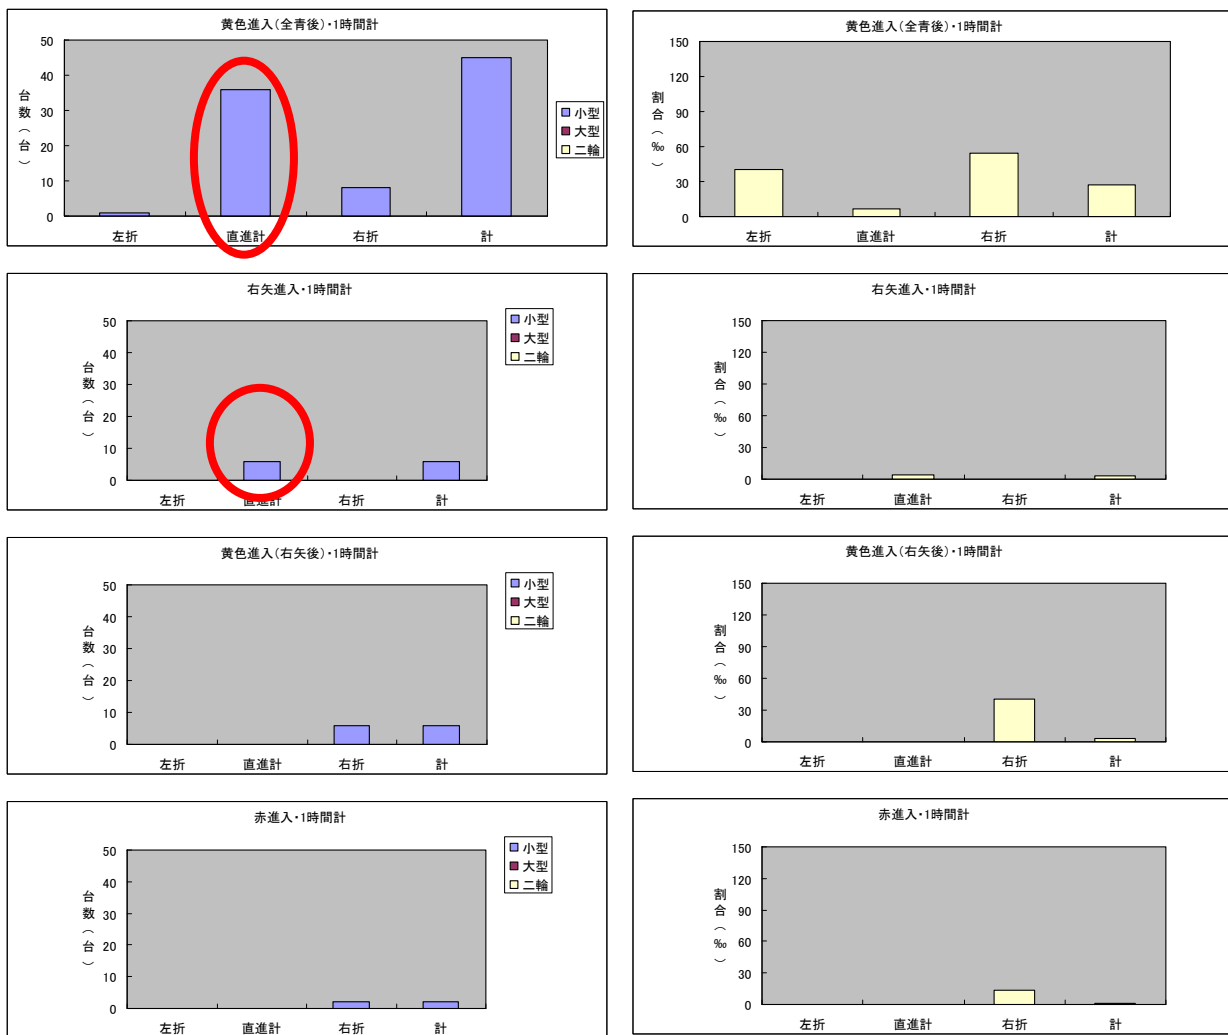 黄色進入(全青後)・1時間計
台数(台)
50
40
30
20
10
0
左折 直進計 右折 計
小型
大型
二輪
黄色進入(全青後)・1時間計
割合(‰)
150
120
90
60
30
0
左折 直進計 右折 計
右矢進入・1時間計
台数(台)
50
40
30
20
10
0
左折 直進計 右折 計
小型
大型
二輪
右矢進入・1時間計
割合(‰)
150
120
90
60
30
0
左折 直進計 右折 計
黄色進入(右矢後)・1時間計
台数(台)
50
40
30
20
10
0
左折 直進計 右折 計
小型
大型
二輪
黄色進入(右矢後)・1時間計
割合(‰)
150
120
90
60
30
0
左折 直進計 右折 計
赤進入・1時間計
台数(台)
50
40
30
20
10
0
左折 直進計 右折 計
小型
大型
二輪
赤進入・1時間計
割合(‰)
150
120
90
60
30
0
左折 直進計 右折 計